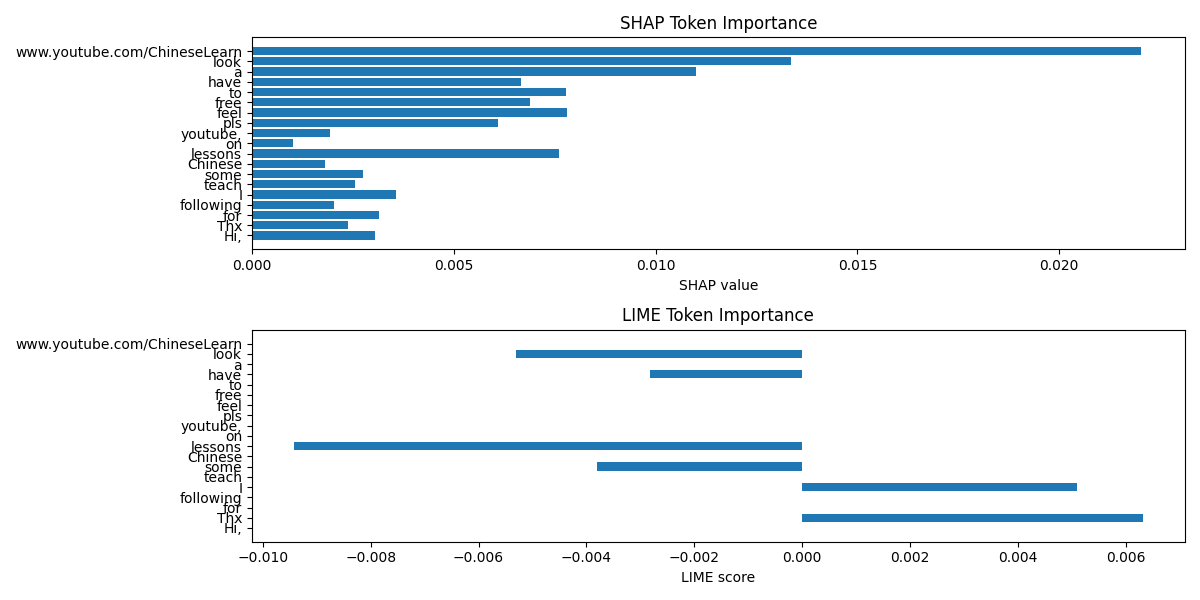 SHAP Token Importance
www.youtube.com/ChineseLearn
look
a
have
to
free
feel
pls
youtube,
on
lessons
Chinese
some
teach
I
following
for
Thx
Hi,
0.000 0.005 0.010 0.015 0.020
SHAP value
LIME Token Importance
www.youtube.com/ChineseLearn
look
a
have
to
free
feel
pls
youtube,
on
lessons
Chinese
some
teach
I
following
for
Thx
Hi,
−0.010 −0.008 −0.006 −0.004 −0.002 0.000 0.002 0.004 0.006
LIME score